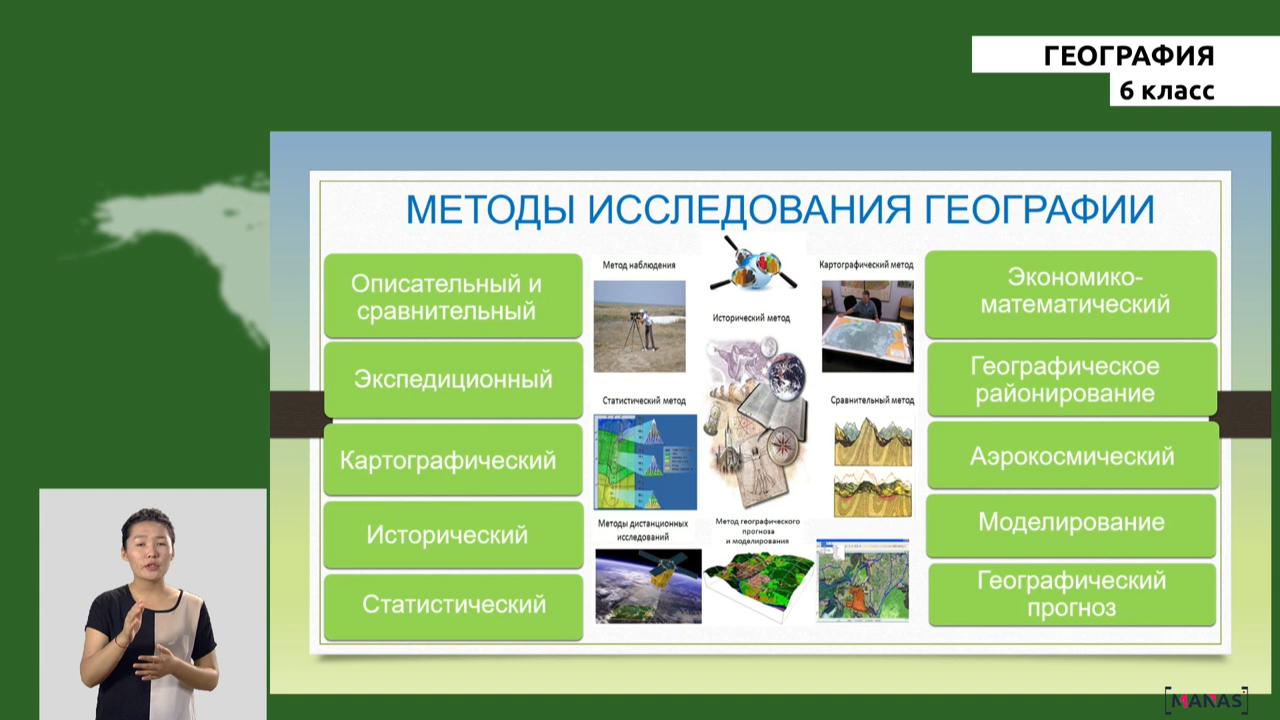 ГЕОГРАФИЯ
6 класс
МЕТОДЫ ИССЛЕДОВАНИЯ ГЕОГРАФИИ
Описательный и
сравнительный
Экспедиционный
Картографический
Исторический
Статистический
Метод наблюдения
Исторический метод
Картографический метод
Статистический метод
Сравнительный метод
Методы дистанционных
исследований
Метод географического
прогноза
и моделирования
Экономико-
математический
Географическое
районирование
Аэрокосмический
Моделирование
Географический
прогноз
[MANAS]